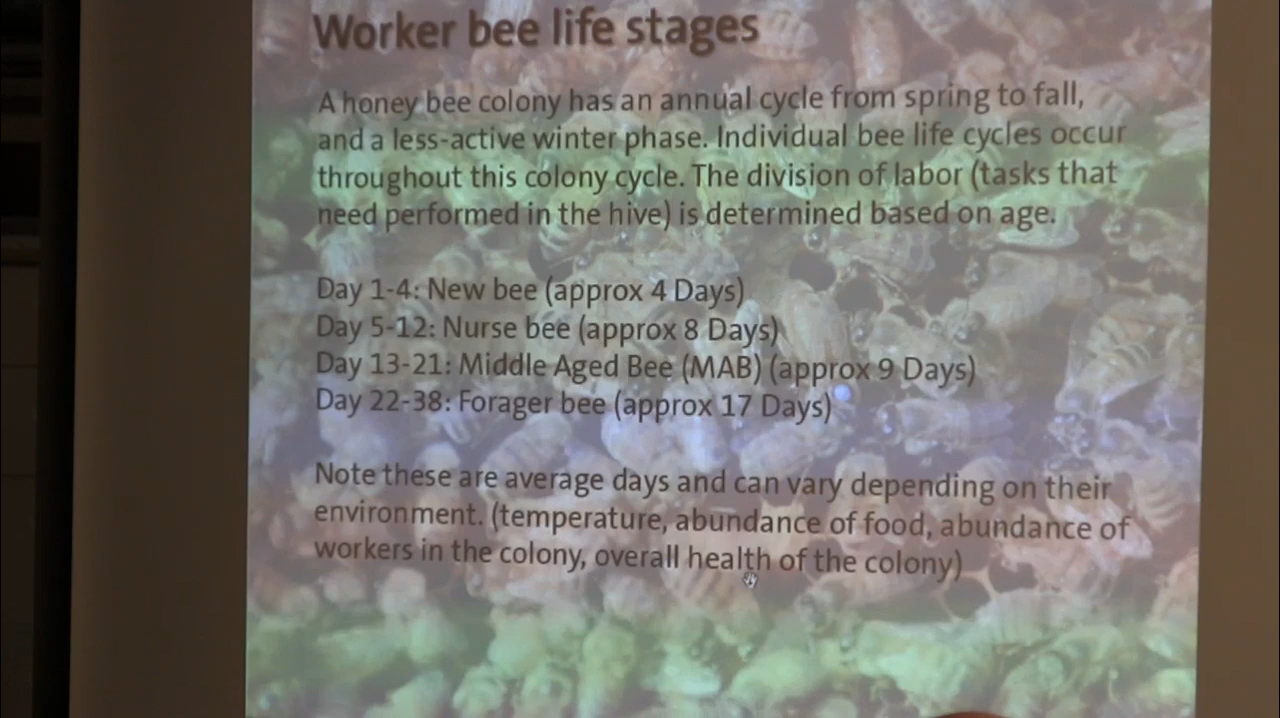 Worker bee life stages
A honey bee colony has an annual cycle from spring to fall,
and a less-active winter phase. Individual bee life cycles occur
throughout this colony cycle. The division of labor (tasks that
need performed in the hive) is determined based on age.
Day 1-4: New bee (approx 4 Days)
Day 5-12: Nurse bee (approx 8 Days)
Day 13-21: Middle Aged Bee (MAB) (approx 9 Days)
Day 22-38: Forager bee (approx 17 Days)
Note these are average days and can vary depending on their
environment. (temperature, abundance of food, abundance of
workers in the colony, overall health of the colony)